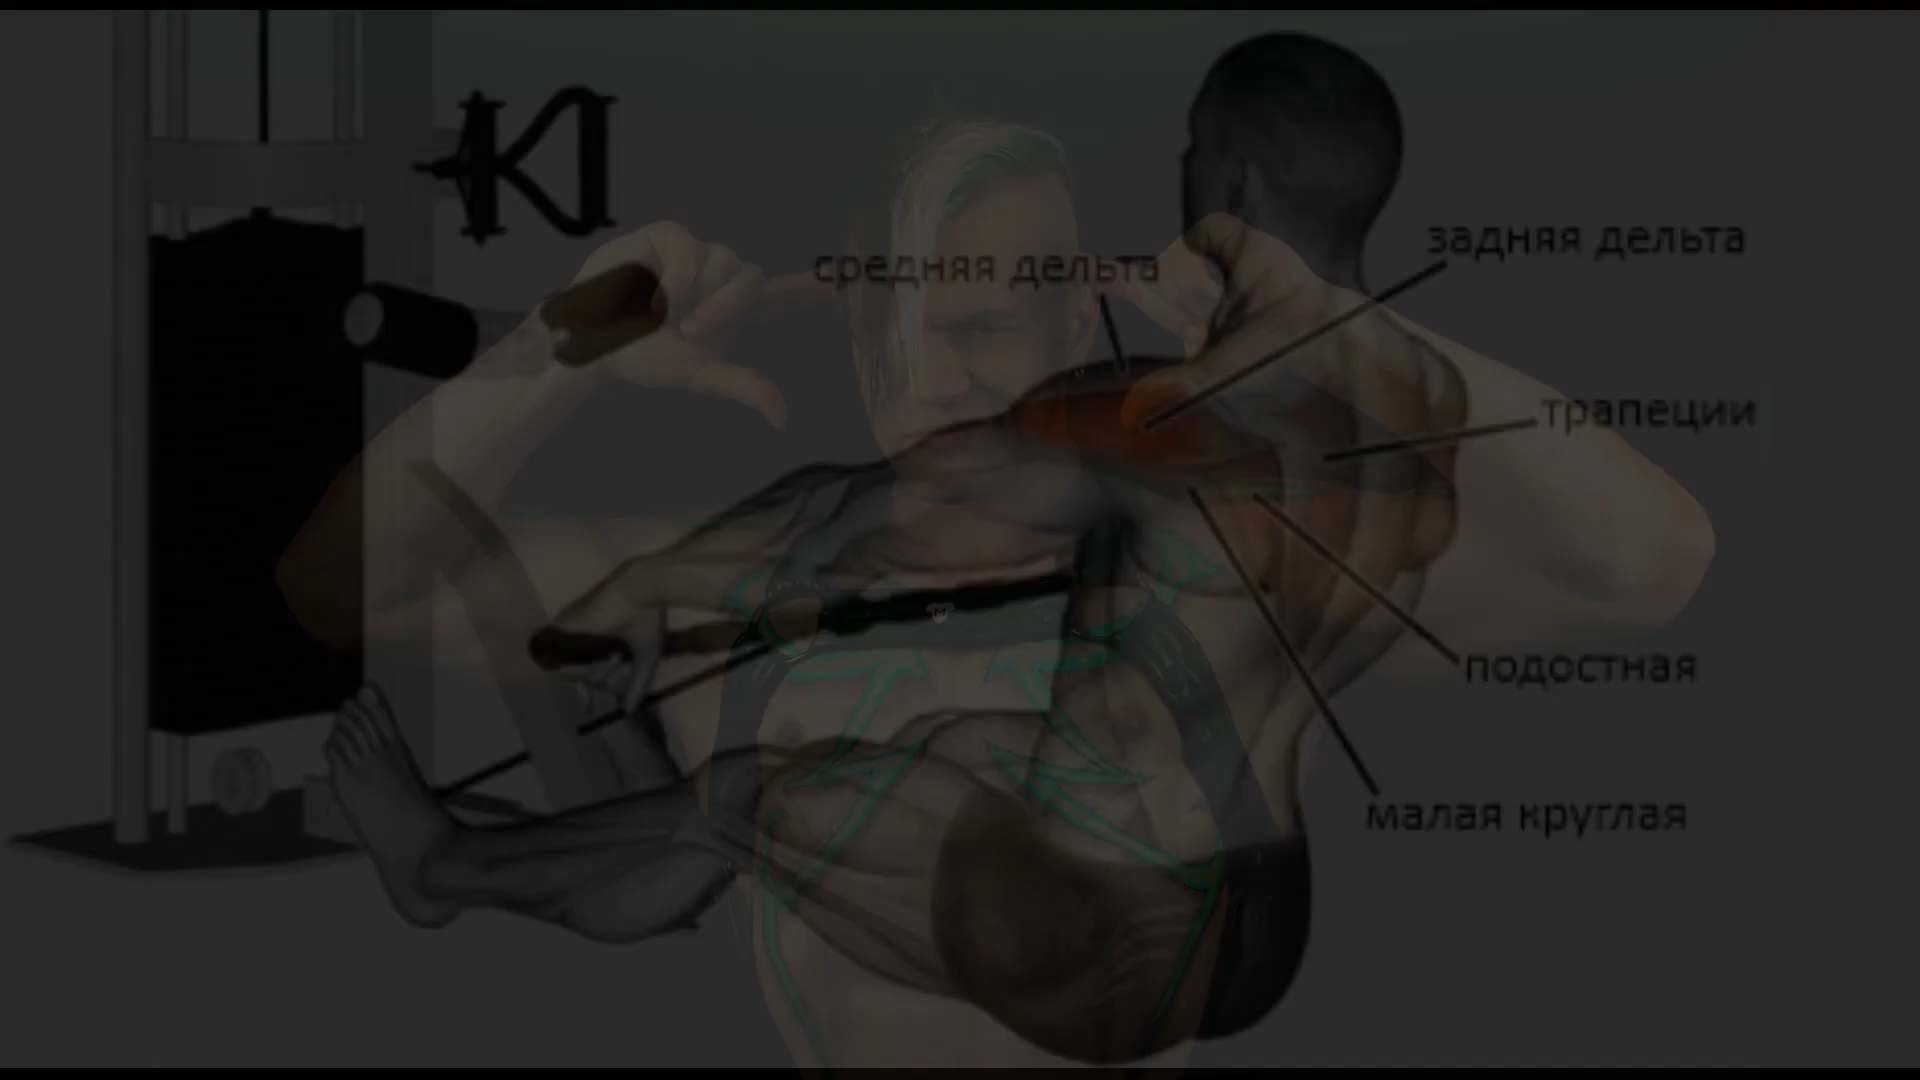 задняя дельта
средняя дельта
трапеции
подостная
малая круглая